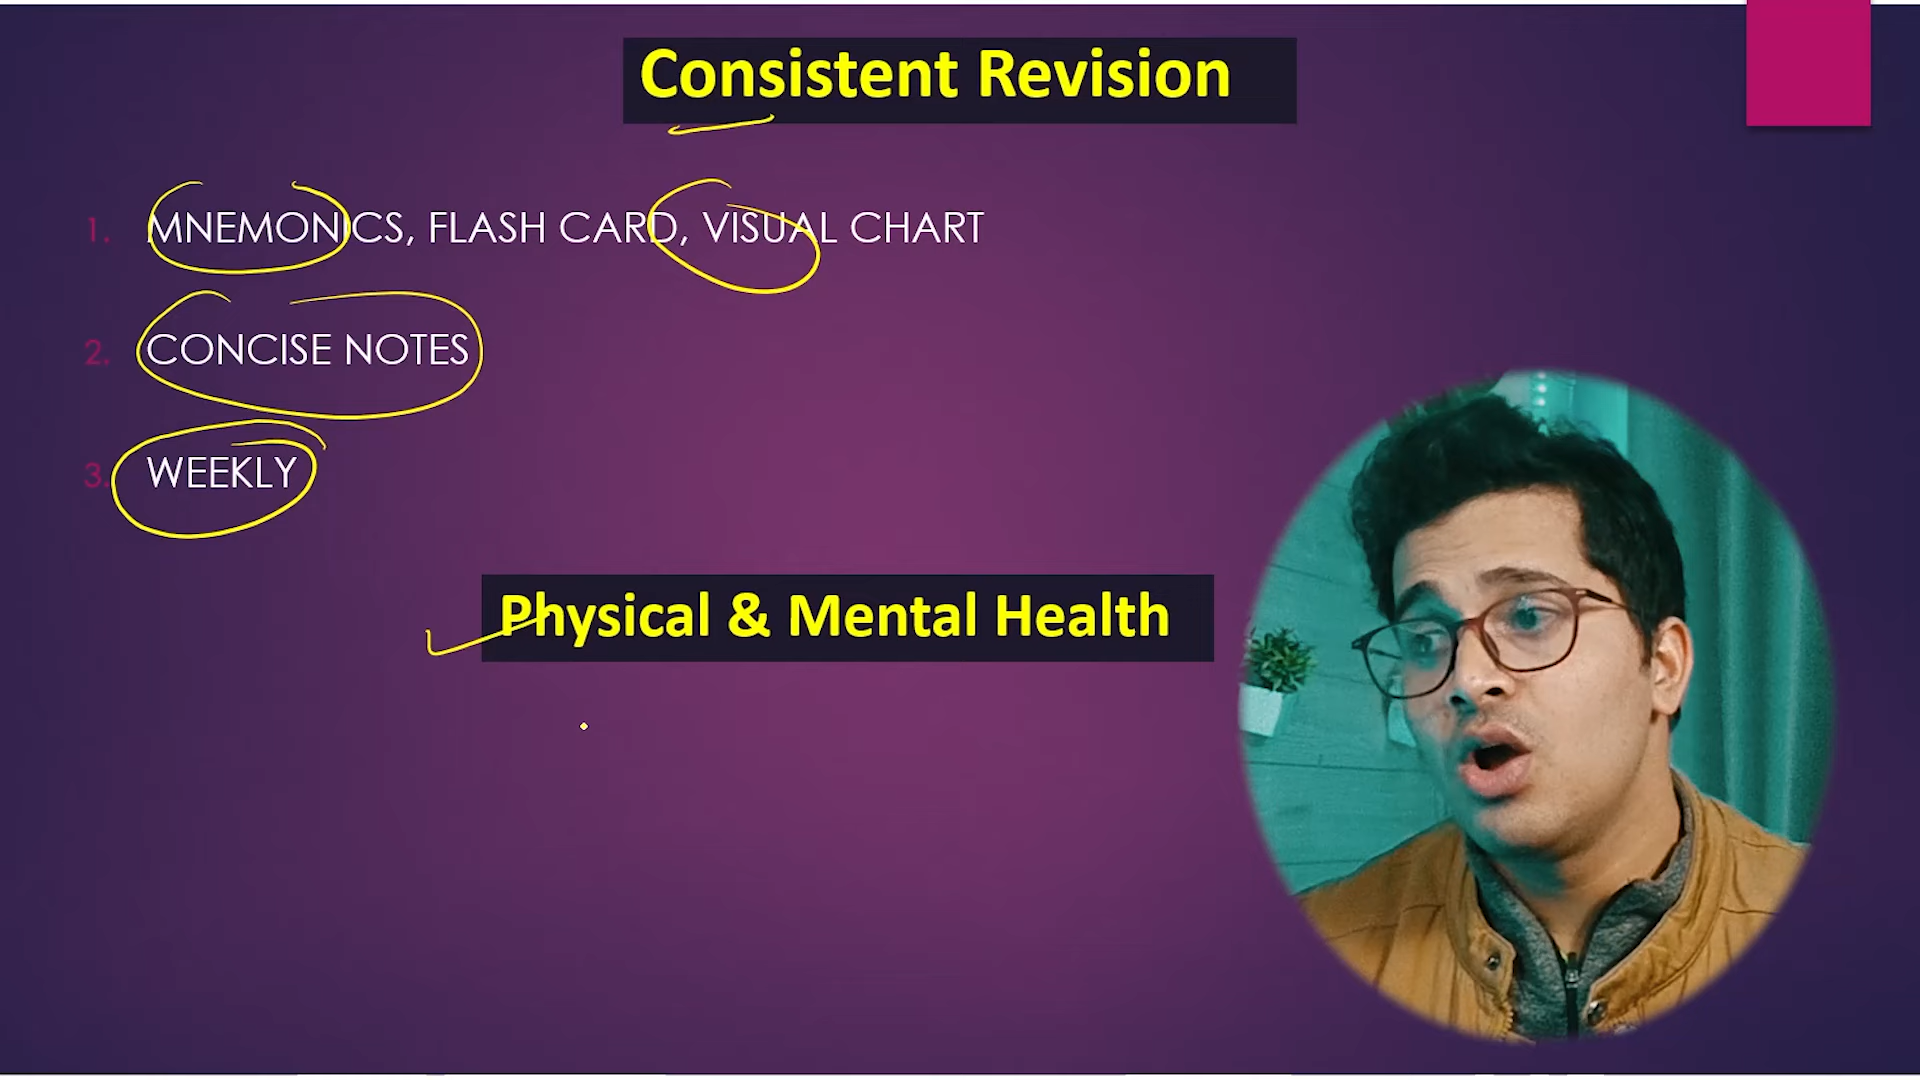 Consistent Revision
1. MNEMONICS, FLASH CARD, VISUAL CHART
2. CONCISE NOTES
3. WEEKLY
Physical & Mental Health